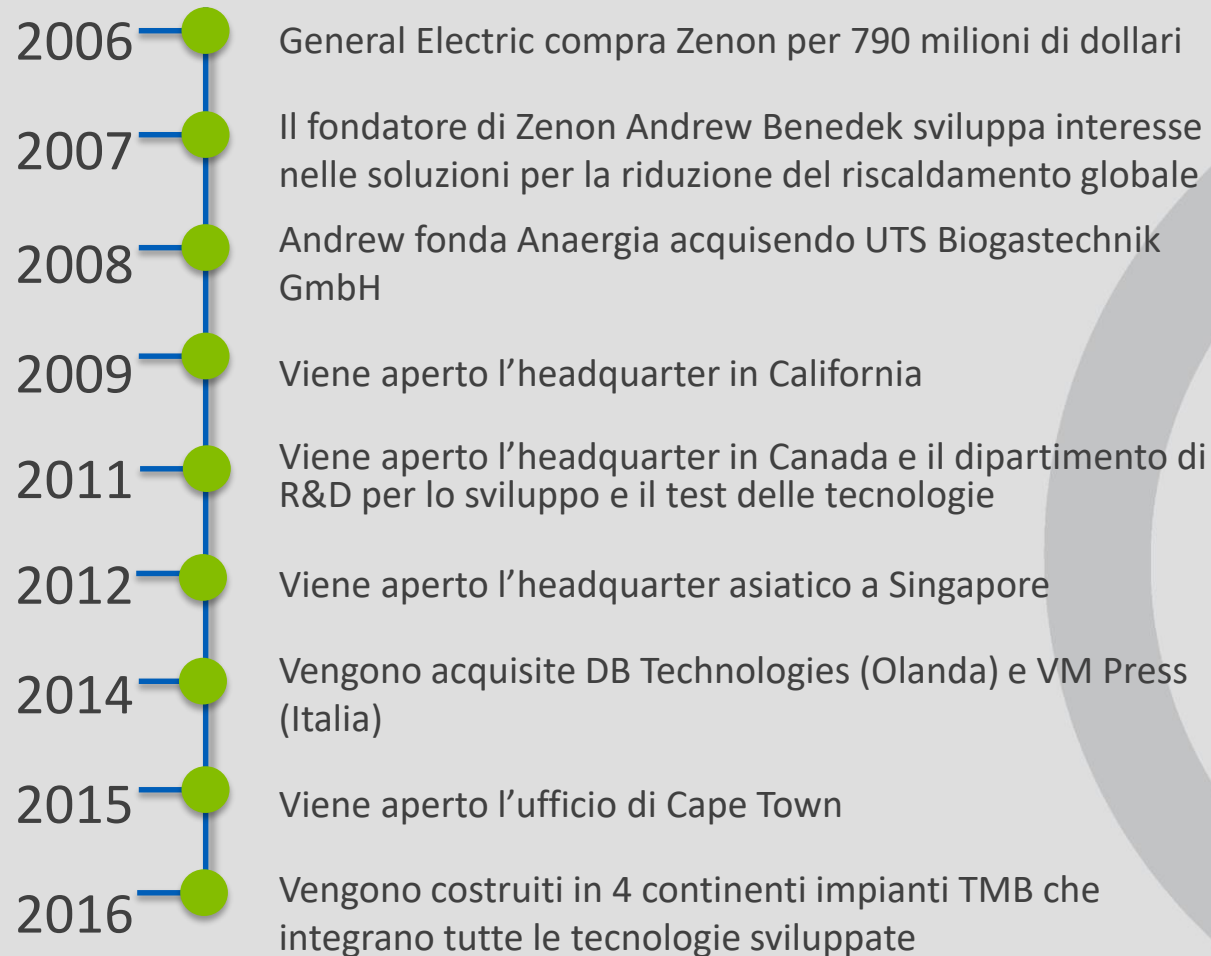 2006
General Electric compra Zenon per 790 milioni di dollari
2007
Il fondatore di Zenon Andrew Benedek sviluppa interesse
nelle soluzioni per la riduzione del riscaldamento globale
2008
Andrew fonda Anaergia acquisendo UTS Biogastechnik
GmbH
2009
Viene aperto l’headquarter in California
2011
Viene aperto l’headquarter in Canada e il dipartimento di
R&D per lo sviluppo e il test delle tecnologie
2012
Viene aperto l’headquarter asiatico a Singapore
2014
Vengono acquisite DB Technologies (Olanda) e VM Press
(Italia)
2015
Viene aperto l’ufficio di Cape Town
2016
Vengono costruiti in 4 continenti impianti TMB che
integrano tutte le tecnologie sviluppate